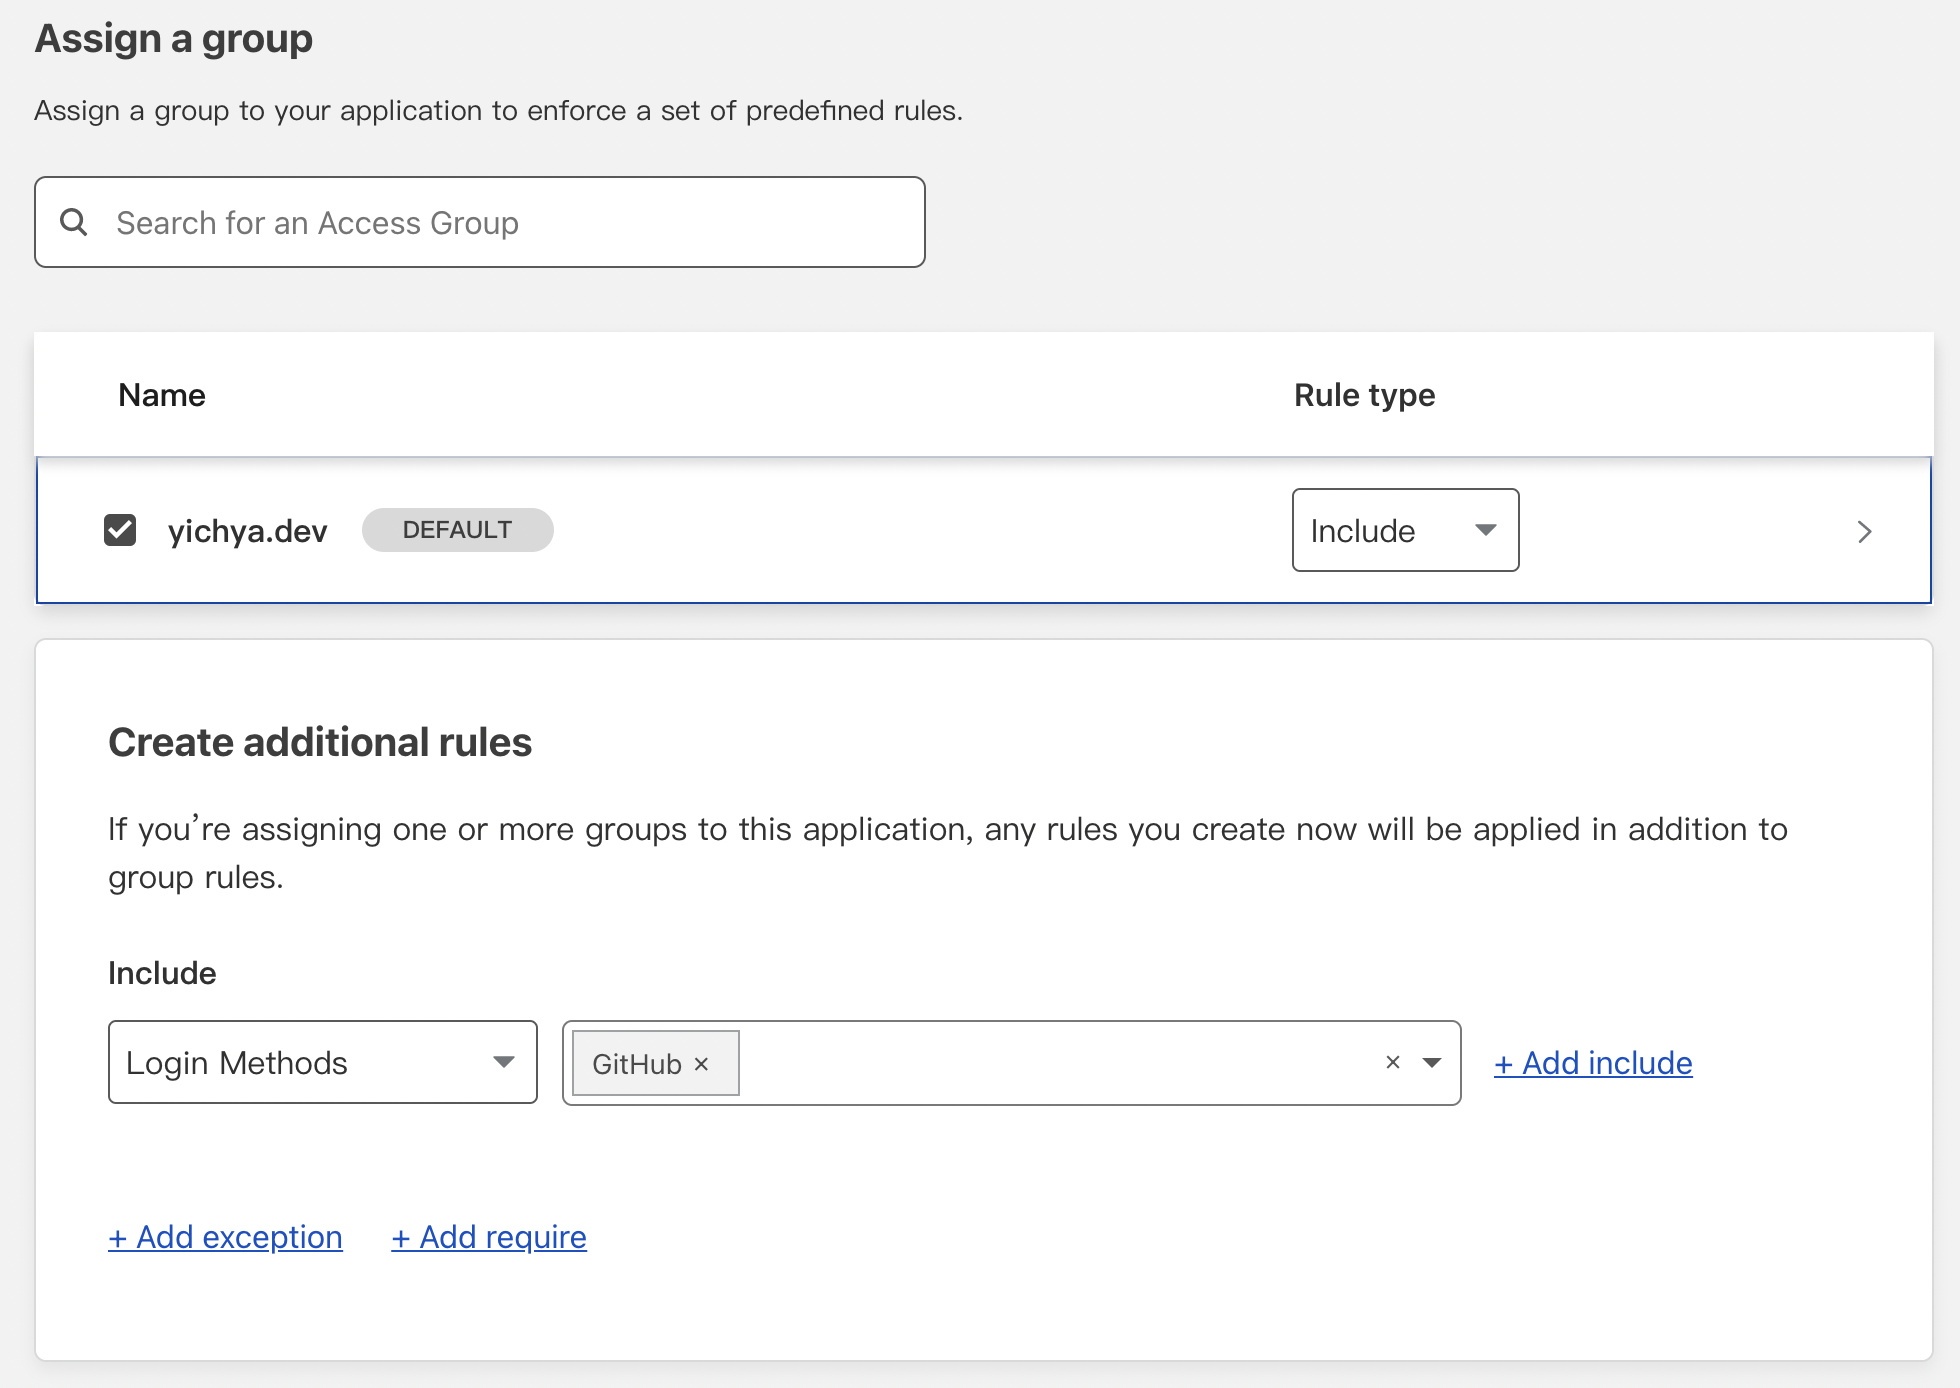 Assign a group
Assign a group to your application to enforce a set of predefined rules.
Search for an Access Group
Name Rule type
yichya.dev DEFAULT Include
Create additional rules
If you’re assigning one or more groups to this application, any rules you create now will be applied in addition to
group rules.
Include
Login Methods GitHub × × + Add include
+ Add exception + Add require